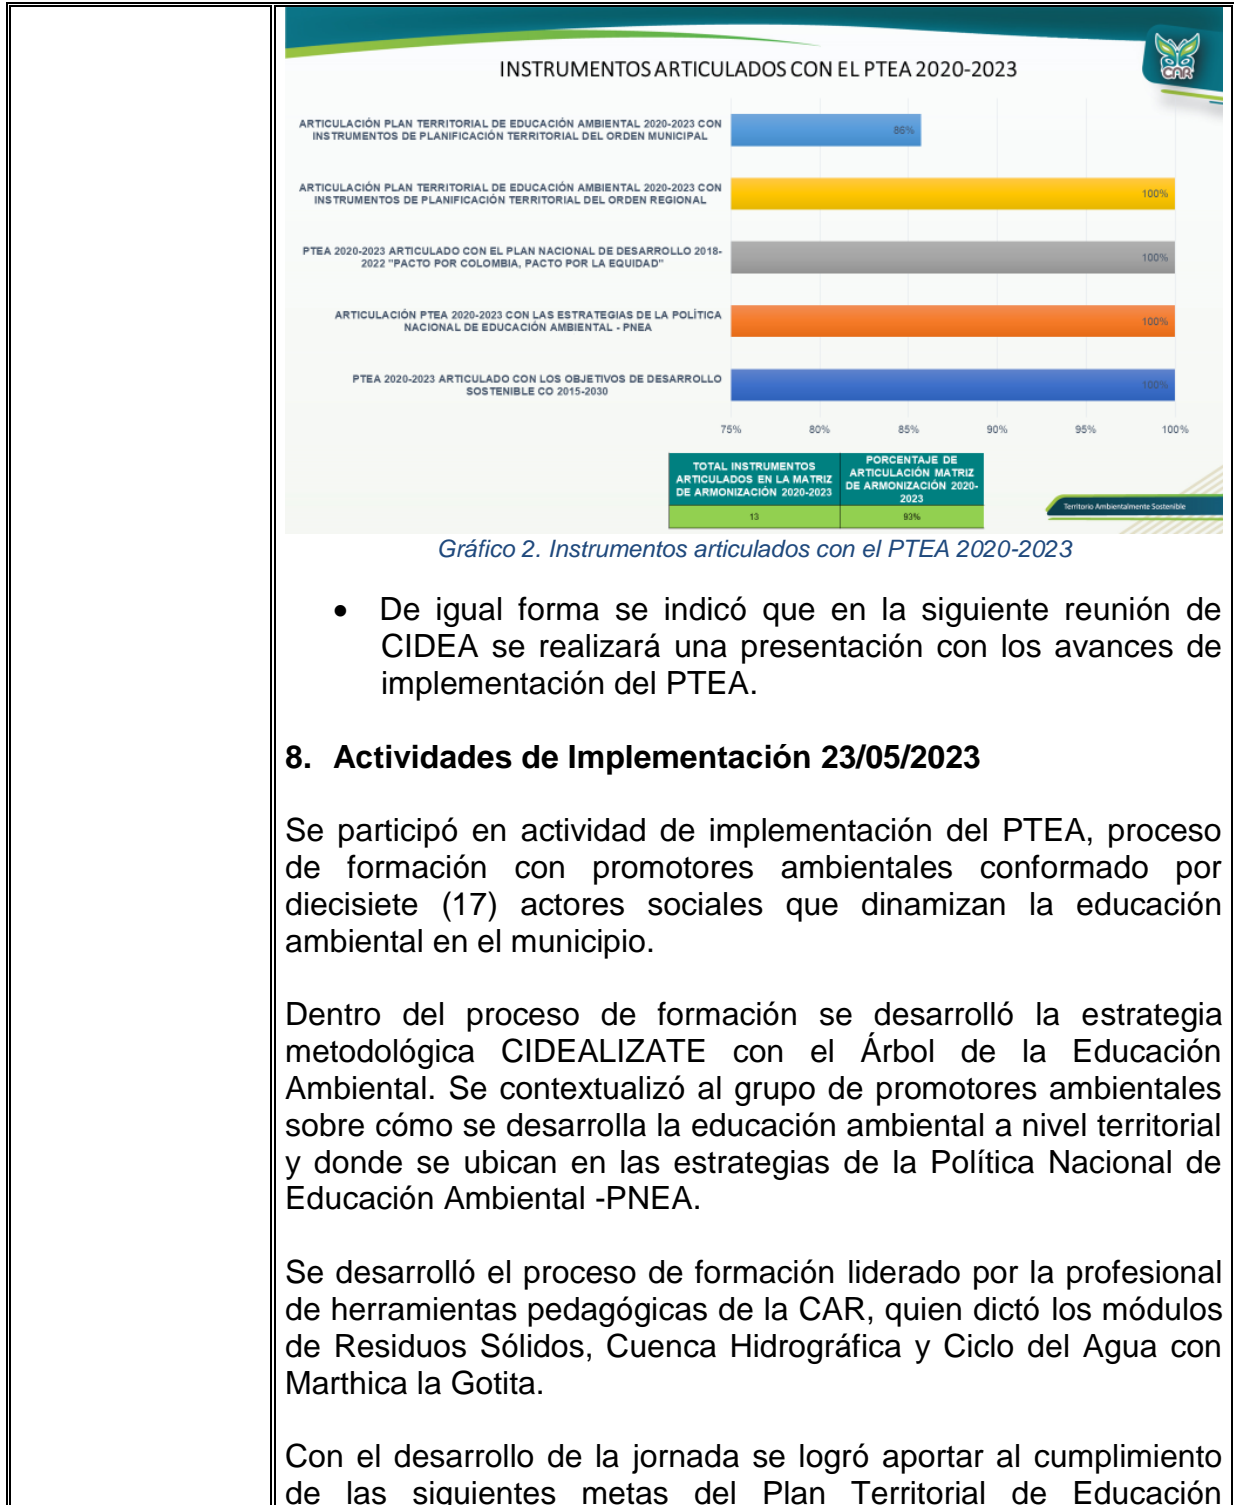 CAR
INSTRUMENTOS ARTICULADOS CON EL PTEA 2020-2023
ARTICULACIÓN PLAN TERRITORIAL DE EDUCACIÓN AMBIENTAL 2020-2023 CON
INSTRUMENTOS DE PLANIFICACIÓN TERRITORIAL DEL ORDEN MUNICIPAL
86%
ARTICULACIÓN PLAN TERRITORIAL DE EDUCACIÓN AMBIENTAL 2020-2023 CON
INSTRUMENTOS DE PLANIFICACIÓN TERRITORIAL DEL ORDEN REGIONAL
100%
PTEA 2020-2023 ARTICULADO CON EL PLAN NACIONAL DE DESARROLLO 2018-
2022 "PACTO POR COLOMBIA, PACTO POR LA EQUIDAD"
100%
ARTICULACIÓN PTEA 2020-2023 CON LAS ESTRATEGIAS DE LA POLÍTICA
NACIONAL DE EDUCACIÓN AMBIENTAL - PNEA
100%
PTEA 2020-2023 ARTICULADO CON LOS OBJETIVOS DE DESARROLLO
SOSTENIBLE CO 2015-2030
100%
75% 80% 85% 90% 95% 100%
TOTAL INSTRUMENTOS
ARTICULADOS EN LA MATRIZ
DE ARMONIZACIÓN 2020-2023
PORCENTAJE DE
ARTICULACIÓN MATRIZ
DE ARMONIZACIÓN 2020-
2023
13
93%
Territorio Ambientalmente Sostenible
Gráfico 2. Instrumentos articulados con el PTEA 2020-2023
• De igual forma se indicó que en la siguiente reunión de
CIDEA se realizará una presentación con los avances de
implementación del PTEA.
8. Actividades de Implementación 23/05/2023
Se participó en actividad de implementación del PTEA, proceso
de formación con promotores ambientales conformado por
diecisiete (17) actores sociales que dinamizan la educación
ambiental en el municipio.
Dentro del proceso de formación se desarrolló la estrategia
metodológica CIDEALIZATE con el Árbol de la Educación
Ambiental. Se contextualizó al grupo de promotores ambientales
sobre cómo se desarrolla la educación ambiental a nivel territorial
y donde se ubican en las estrategias de la Política Nacional de
Educación Ambiental -PNEA.
Se desarrolló el proceso de formación liderado por la profesional
de herramientas pedagógicas de la CAR, quien dictó los módulos
de Residuos Sólidos, Cuenca Hidrográfica y Ciclo del Agua con
Marthica la Gotita.
Con el desarrollo de la jornada se logró aportar al cumplimiento
de las siguientes metas del Plan Territorial de Educación